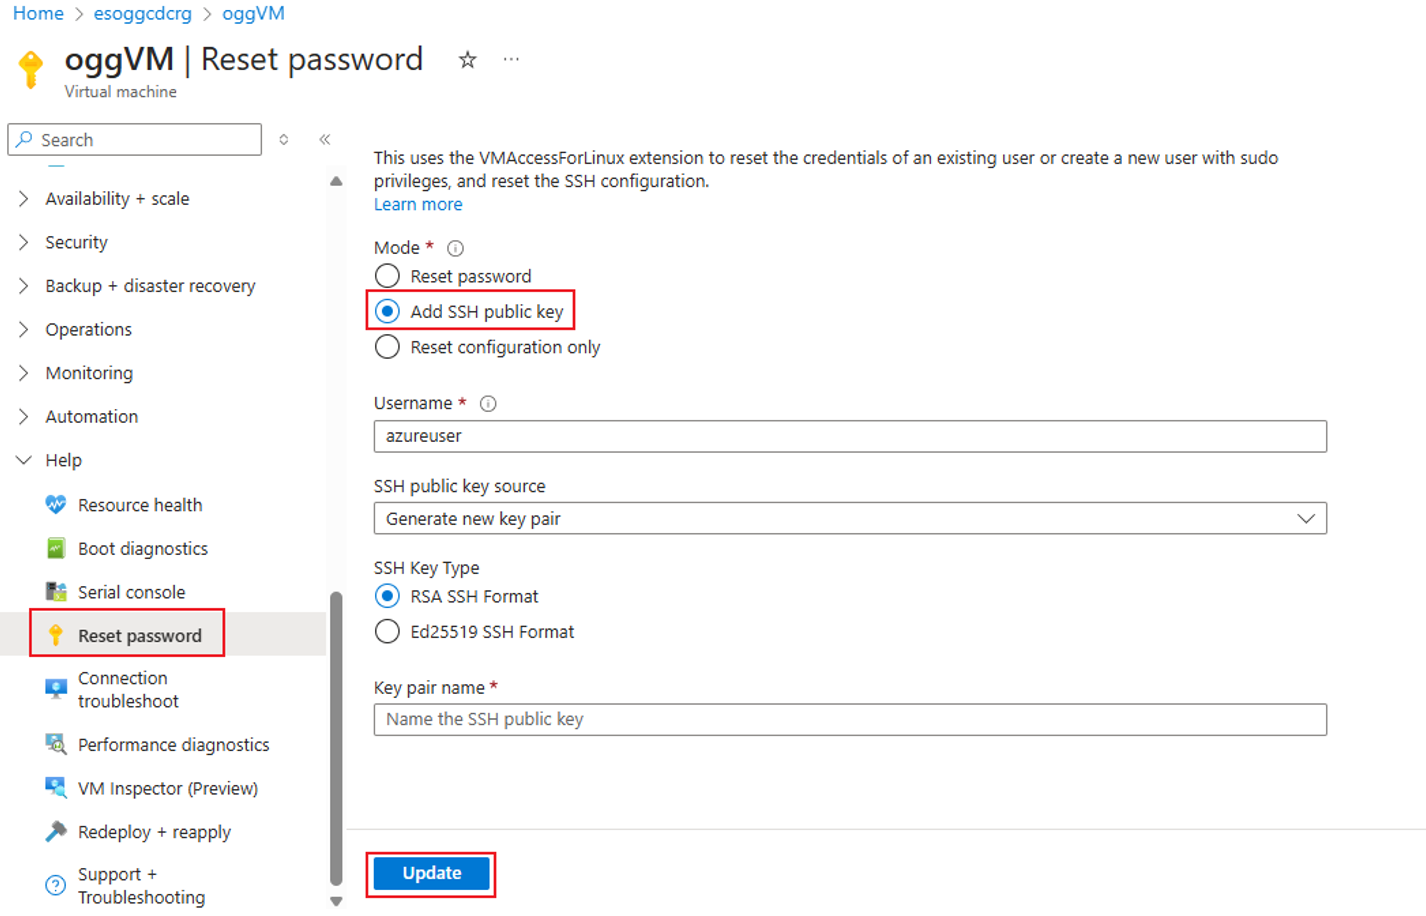 Home > esoggcdcrg > oggVM
oggVM | Reset password ...
Virtual machine
Search
Availability + scale
Security
Backup + disaster recovery
Operations
Monitoring
Automation
Help
Resource health
Boot diagnostics
Serial console
Reset password
Connection
troubleshoot
Performance diagnostics
VM Inspector (Preview)
Redeploy + reapply
Support +
Troubleshooting
This uses the VMAccessForLinux extension to reset the credentials of an existing user or create a new user with sudo
privileges, and reset the SSH configuration.
Learn more
Mode *
Reset password
Add SSH public key
Reset configuration only
Username *
azureuser
SSH public key source
Generate new key pair
SSH Key Type
RSA SSH Format
Ed25519 SSH Format
Key pair name *
Name the SSH public key
Update